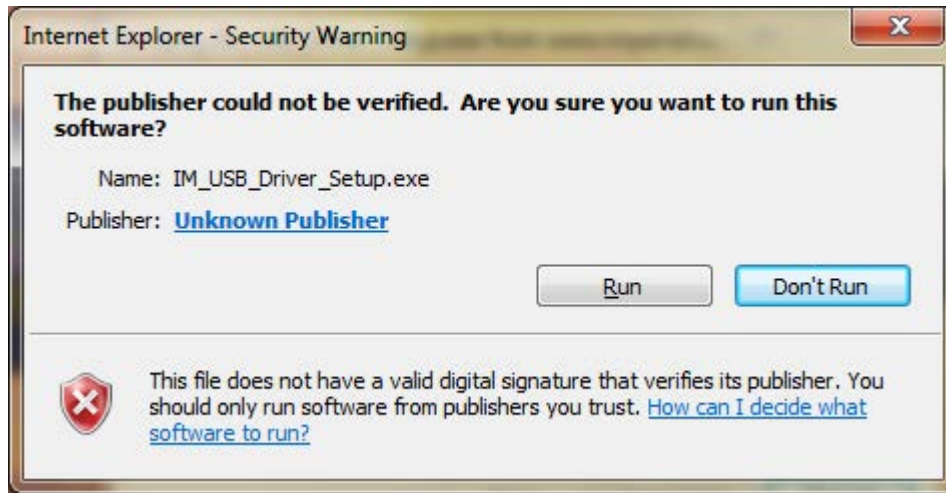 Internet Explorer - Security Warning
The publisher could not be verified. Are you sure you want to run this
software?
Name: IM_USB_Driver_Setup.exe
Publisher: Unknown Publisher
Run
Don't Run
This file does not have a valid digital signature that verifies its publisher. You
should only run software from publishers you trust. How can I decide what
software to run?